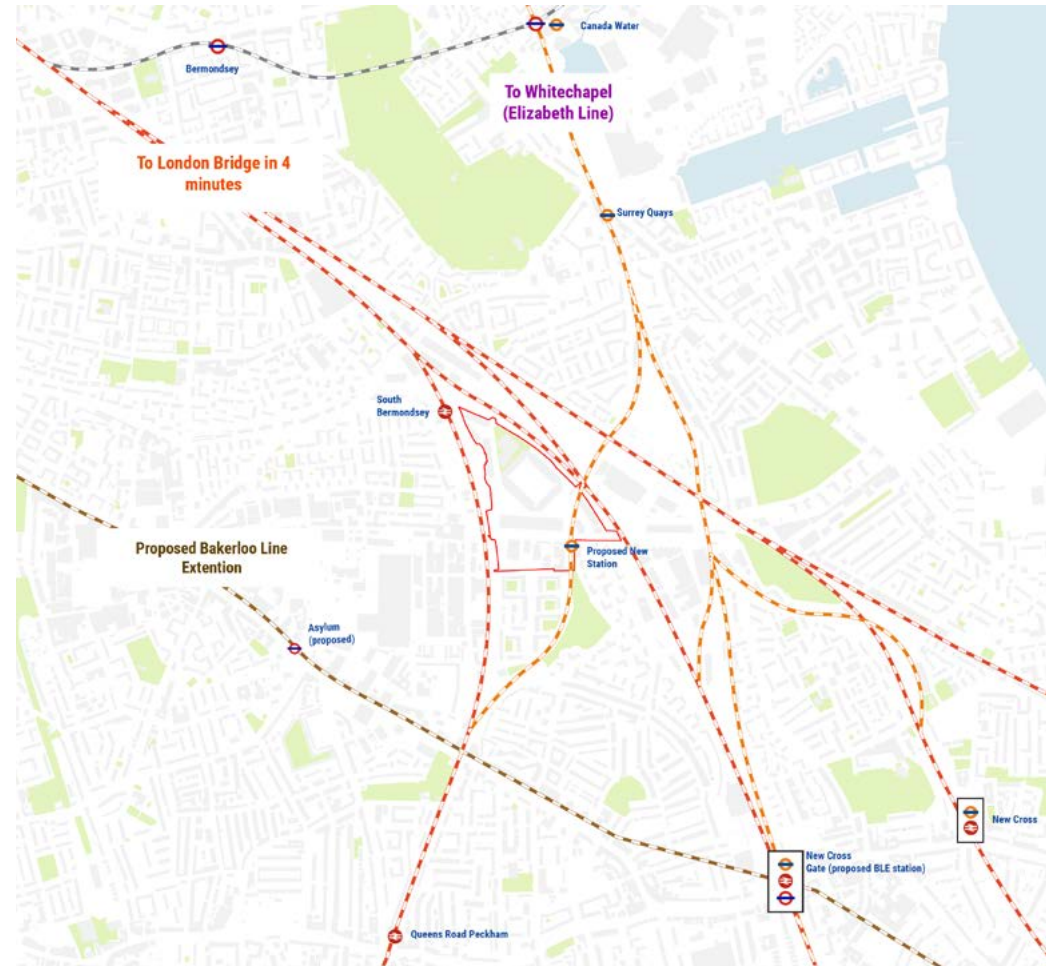 Canada Water
Bermondsey
To Whitechapel
(Elizabeth Line)
To London Bridge in 4
minutes
Surrey Quays
South
Bermondsey
Proposed New
Station
Proposed Bakerloo Line
Extention
Asylum
(proposed)
New Cross
New Cross
Gate (proposed BLE station)
Queens Road Peckham